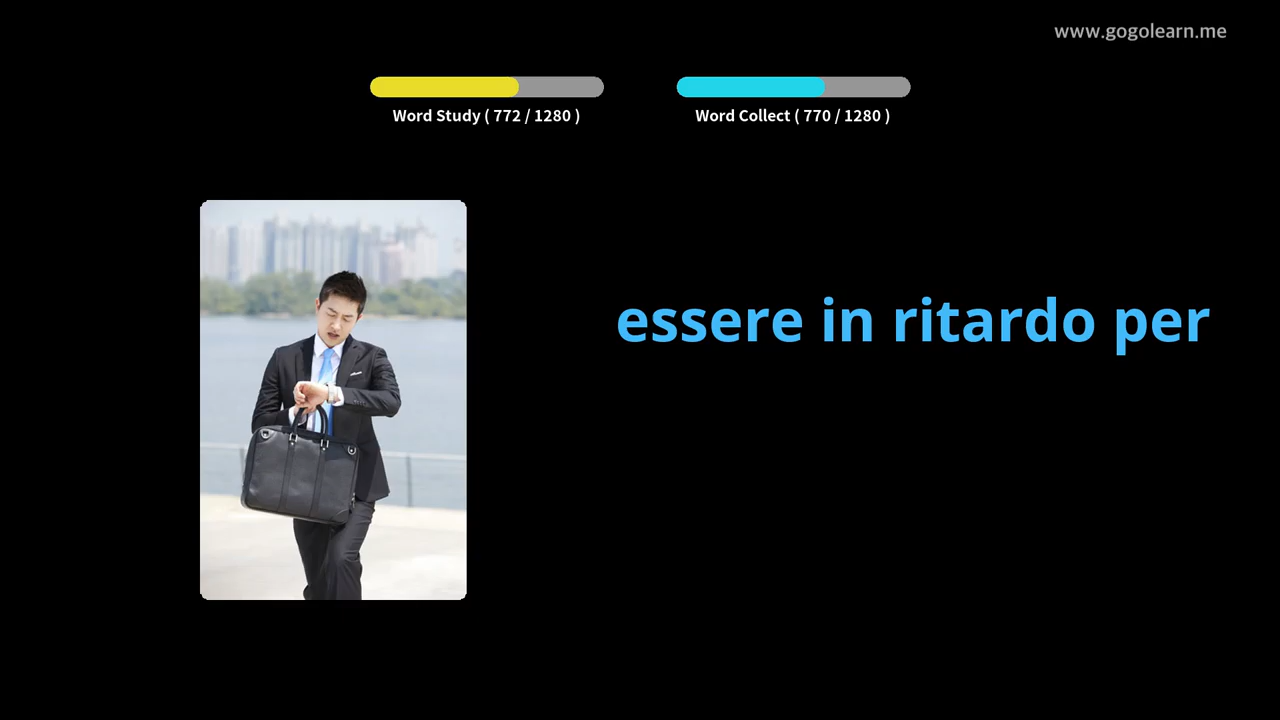 www.gogolearn.me
Word Study ( 772 / 1280 )
Word Collect ( 770 / 1280 )
essere in ritardo per